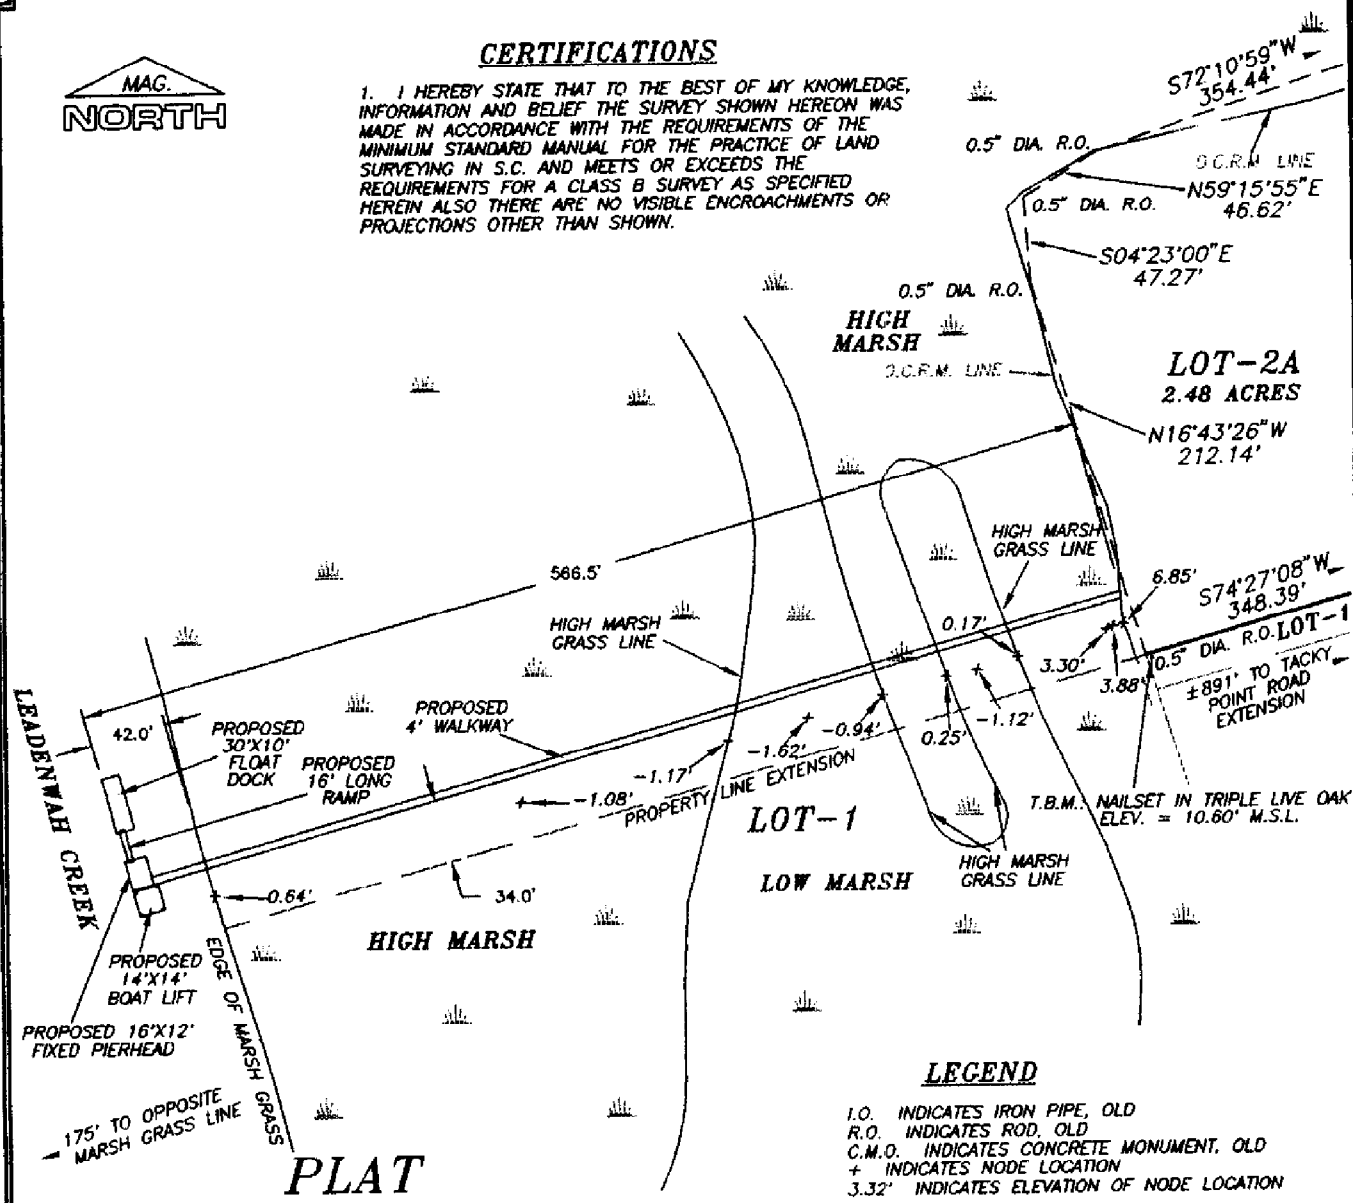 MAG.
NORTH
CERTIFICATIONS
1. I HEREBY STATE THAT TO THE BEST OF MY KNOWLEDGE,
INFORMATION AND BELIEF THE SURVEY SHOWN HEREON WAS
MADE IN ACCORDANCE WITH THE REQUIREMENTS OF THE
MINIMUM STANDARD MANUAL FOR THE PRACTICE OF LAND
SURVEYING IN S.C. AND MEETS OR EXCEEDS THE
REQUIREMENTS FOR A CLASS B SURVEY AS SPECIFIED
HEREIN ALSO THERE ARE NO VISIBLE ENCROACHMENTS OR
PROJECTIONS OTHER THAN SHOWN.
S72°10'59"W
354.44'
0.5" DIA. R.O.
O.C.R.M. LINE
N59°15'55"E
46.62'
0.5" DIA. R.O.
S04°23'00"E
47.27'
0.5" DIA. R.O.
HIGH
MARSH
O.C.R.M. LINE
LOT-2A
2.48 ACRES
N16°43'26"W
212.14'
HIGH MARSH
GRASS LINE
566.5'
6.85'
S74°27'08"W
348.39'
HIGH MARSH
GRASS LINE
0.17'
3.30'
3.88'
0.5" DIA. R.O.
LOT-1
±891' TO TACKY
POINT ROAD
EXTENSION
LEADENWAH CREEK
42.0'
PROPOSED
30'X10'
FLOAT
DOCK
PROPOSED
16' LONG
RAMP
PROPOSED
4' WALKWAY
-1.12'
0.25'
-0.94'
-1.62'
-1.17'
-1.08'
PROPERTY LINE EXTENSION
T.B.M.: NAILSET IN TRIPLE LIVE OAK
ELEV. = 10.60' M.S.L.
LOT-1
LOW MARSH
HIGH MARSH
GRASS LINE
0.64'
34.0'
HIGH MARSH
PROPOSED
14'X14'
BOAT LIFT
PROPOSED 16'X12'
FIXED PIERHEAD
EDGE OF MARSH GRASS
175' TO OPPOSITE
MARSH GRASS LINE
PLAT
LEGEND
I.O. INDICATES IRON PIPE, OLD
R.O. INDICATES ROD, OLD
C.M.O. INDICATES CONCRETE MONUMENT, OLD
+ INDICATES NODE LOCATION
3.32' INDICATES ELEVATION OF NODE LOCATION